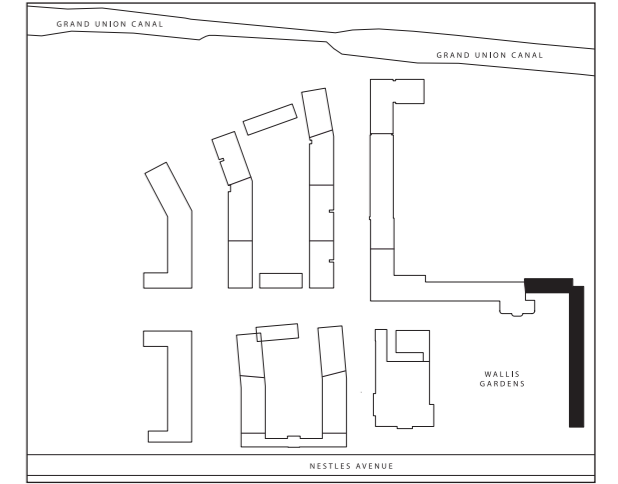 GRAND UNION CANAL
GRAND UNION CANAL
WALLIS
GARDENS
NESTLES AVENUE